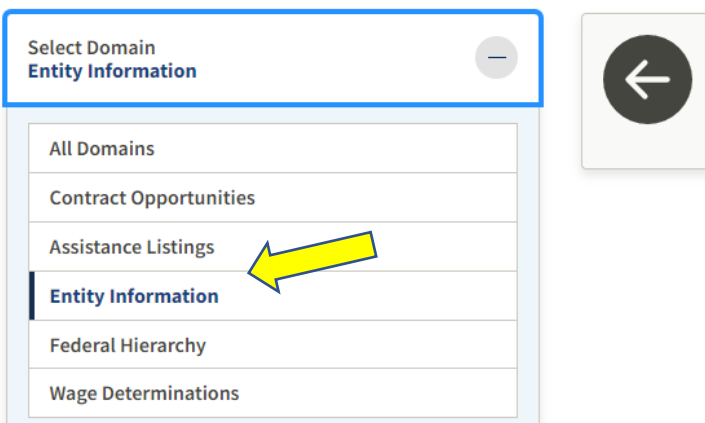 Select Domain
Entity Information
All Domains
Contract Opportunities
Assistance Listings
Entity Information
Federal Hierarchy
Wage Determinations